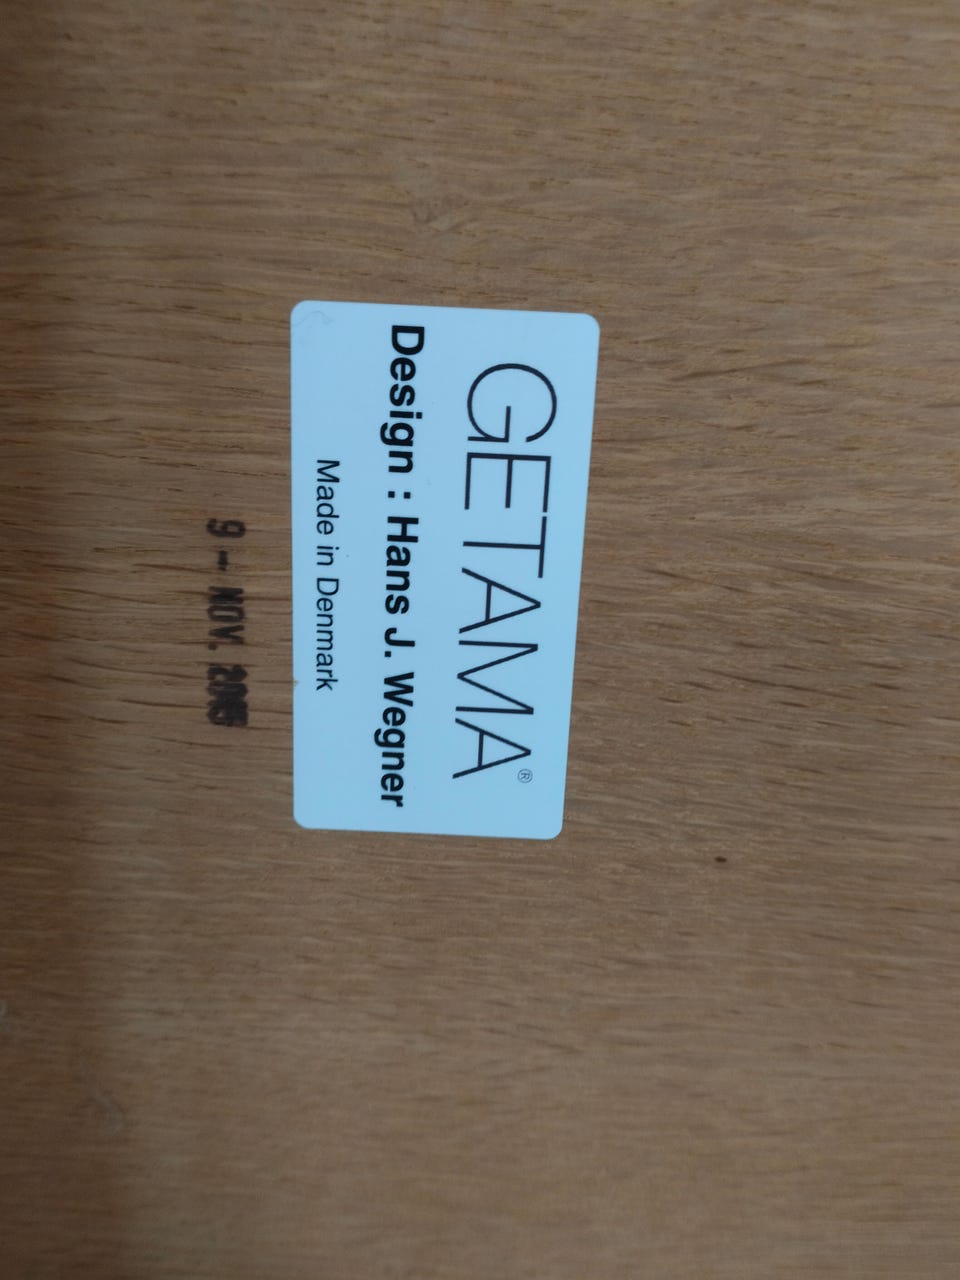 GETAMA®
Design : Hans J. Wegner
Made in Denmark
9 - NOV.